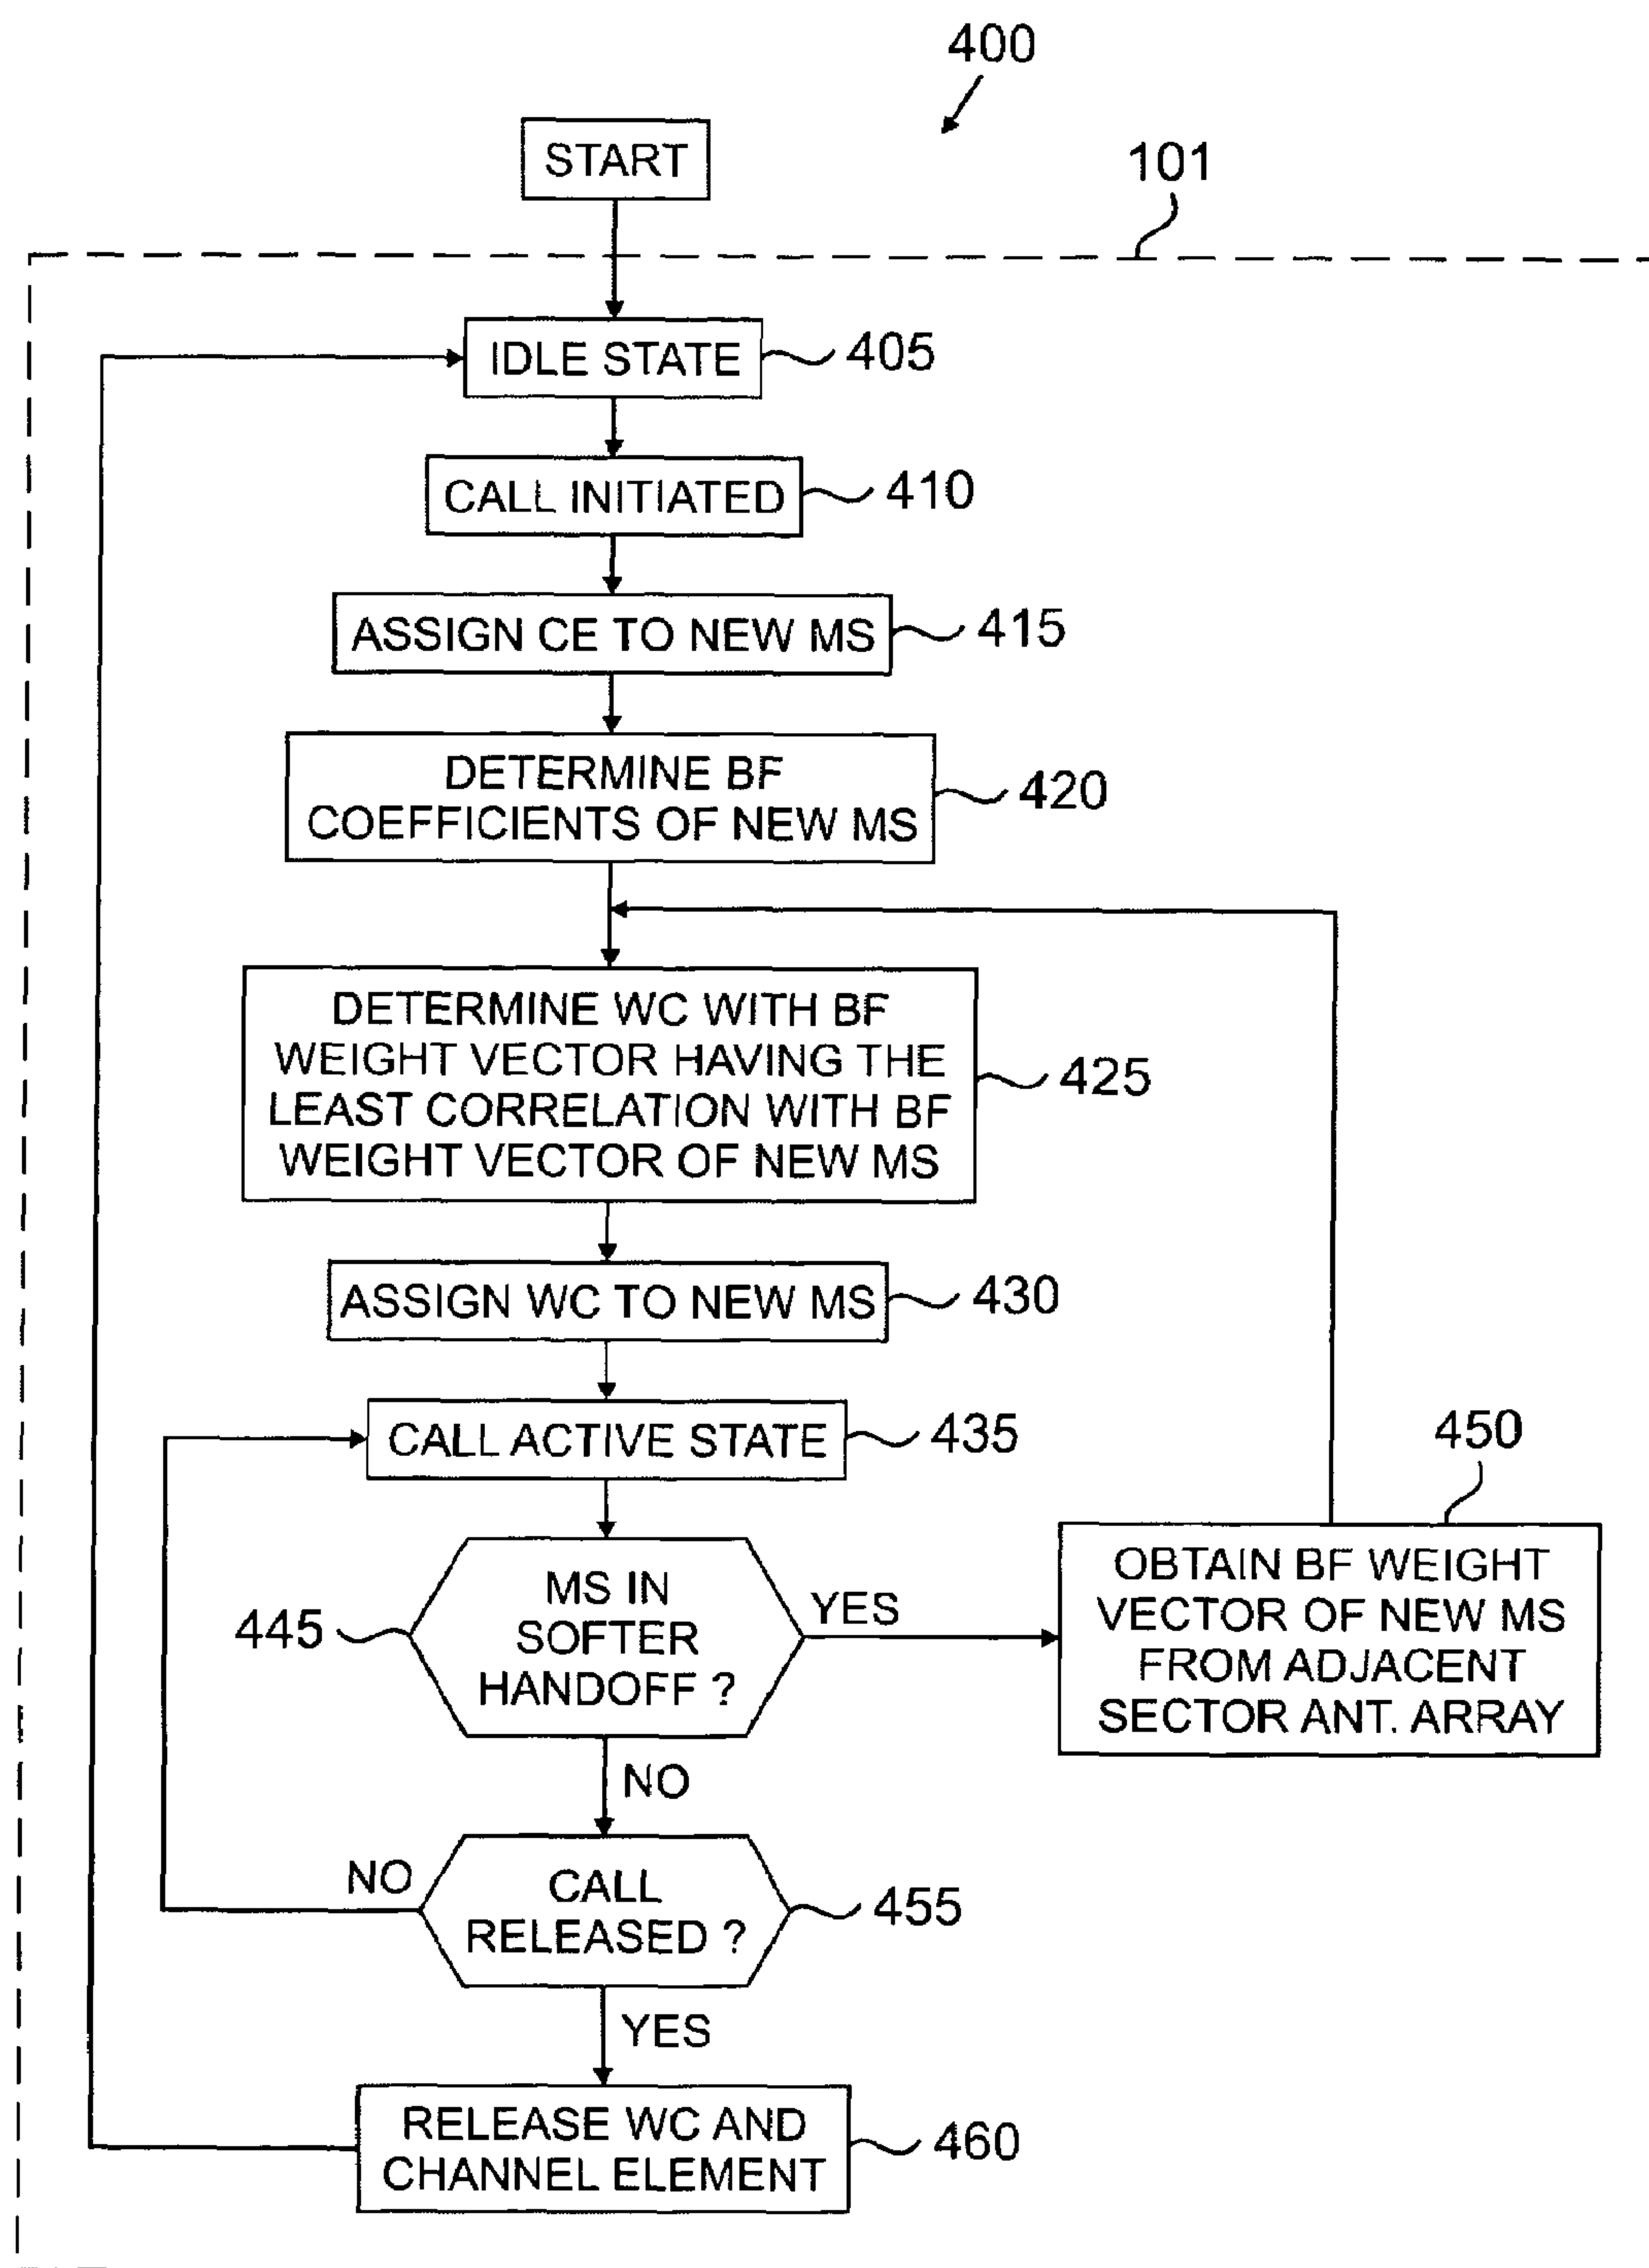 400
START
101
IDLE STATE
405
CALL INITIATED
410
ASSIGN CE TO NEW MS
415
DETERMINE BF
COEFFICIENTS OF NEW MS
420
DETERMINE WC WITH BF
WEIGHT VECTOR HAVING THE
LEAST CORRELATION WITH BF
WEIGHT VECTOR OF NEW MS
425
ASSIGN WC TO NEW MS
430
CALL ACTIVE STATE
435
445
MS IN
SOFTER
HANDOFF ?
YES
450
OBTAIN BF WEIGHT
VECTOR OF NEW MS
FROM ADJACENT
SECTOR ANT. ARRAY
NO
NO
CALL
RELEASED ?
455
YES
RELEASE WC AND
CHANNEL ELEMENT
460